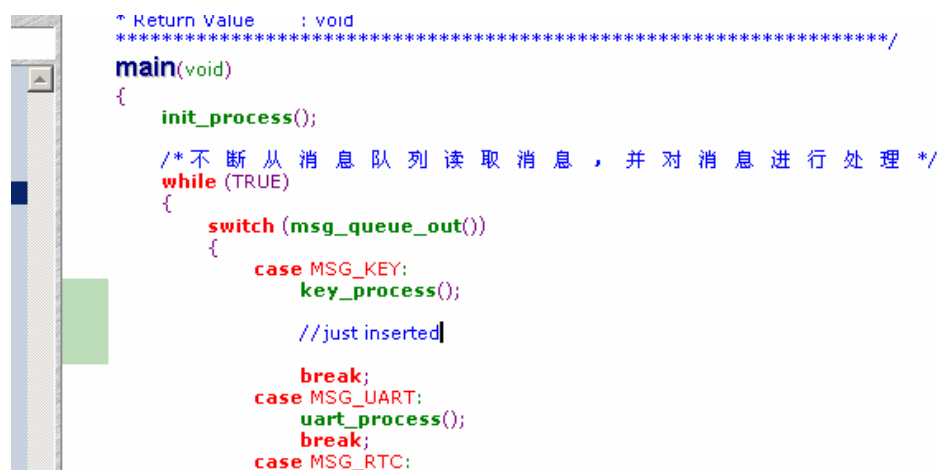 * Return Value : void
*******************************************************************/
main(void)
{
init_process();
/*不断从消息队列读取消息，并对消息进行处理*/
while (TRUE)
{
switch (msg_queue_out())
{
case MSG_KEY:
key_process();
//just inserted
break;
case MSG_UART:
uart_process();
break;
case MSG_RTC: